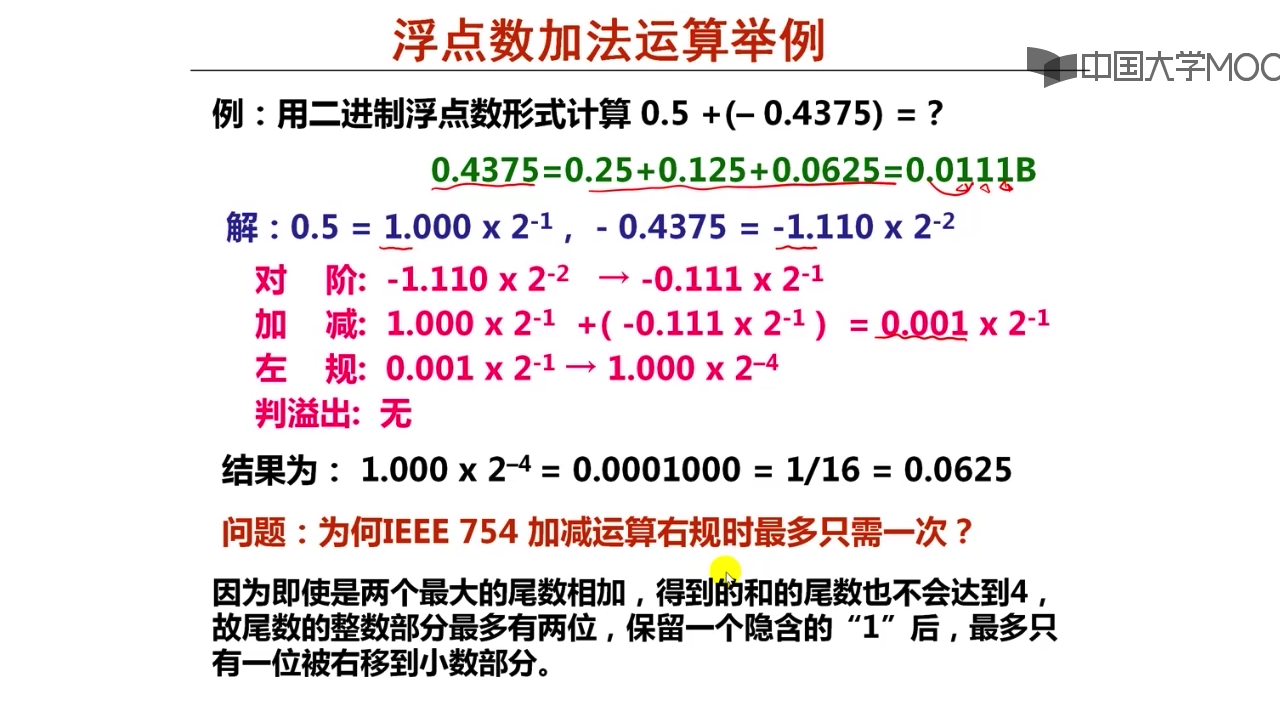 浮点数加法运算举例
中国大学MOO
例：用二进制浮点数形式计算 0.5 +(– 0.4375) =？
0.4375=0.25+0.125+0.0625=0.0111B
解：0.5 = 1.000 x 2⁻¹， - 0.4375 = -1.110 x 2⁻²
对 阶: -1.110 x 2⁻² → -0.111 x 2⁻¹
加 减: 1.000 x 2⁻¹ +( -0.111 x 2⁻¹ ) = 0.001 x 2⁻¹
左 规: 0.001 x 2⁻¹ → 1.000 x 2⁻⁴
判溢出: 无
结果为： 1.000 x 2⁻⁴ = 0.0001000 = 1/16 = 0.0625
问题：为何IEEE 754 加减运算右规时最多只需一次？
因为即使是两个最大的尾数相加，得到的和的尾数也不会达到4，
故尾数的整数部分最多有两位，保留一个隐含的“1”后，最多只
有一位被右移到小数部分。